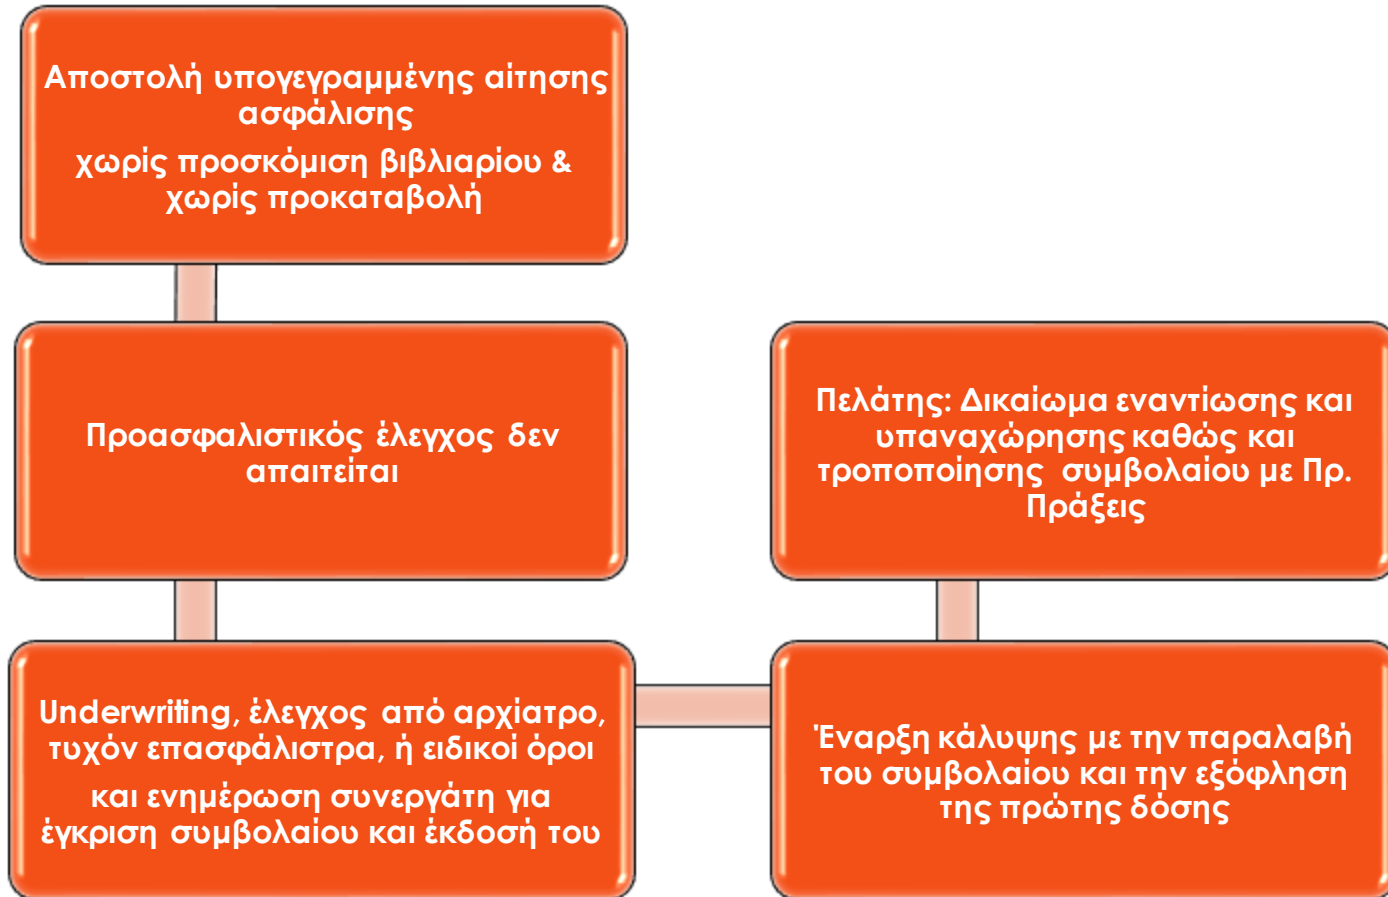 Αποστολή υπογεγραμμένης αίτησης
ασφάλισης
χωρίς προσκόμιση βιβλιαρίου &
χωρίς προκαταβολή
Προασφαλιστικός έλεγχος δεν
απαιτείται
Underwriting, έλεγχος από αρχίατρο,
τυχόν επασφάλιστρα, ή ειδικοί όροι
και ενημέρωση συνεργάτη για
έγκριση συμβολαίου και έκδοσή του
Έναρξη κάλυψης με την παραλαβή
του συμβολαίου και την εξόφληση
της πρώτης δόσης
Πελάτης: Δικαίωμα εναντίωσης και
υπαναχώρησης καθώς και
τροποποίησης συμβολαίου με Πρ.
Πράξεις